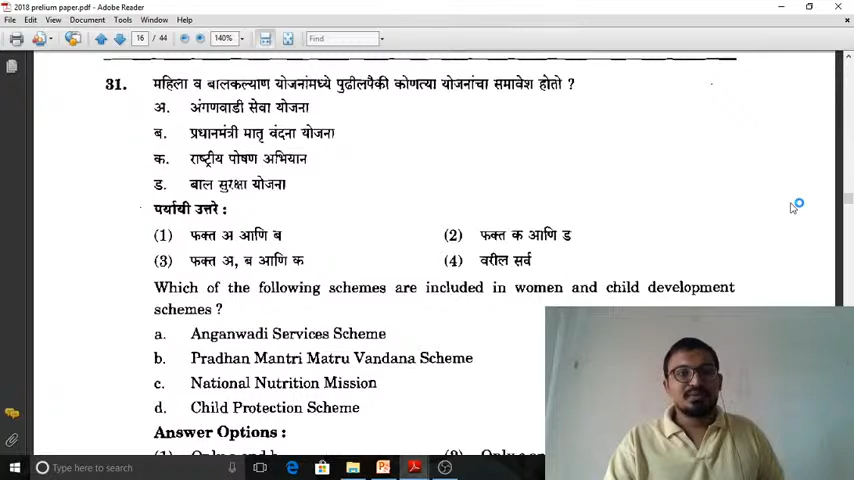 2018 prelium paper.pdf - Adobe Reader
File Edit View Document Tools Window Help
16 / 44 140% Find
31. महिला व बालकल्याण योजनांमध्ये पुढीलपैकी कोणत्या योजनांचा समावेश होतो ?
अ. अंगणवाडी सेवा योजना
ब. प्रधानमंत्री मातृ वंदना योजना
क. राष्ट्रीय पोषण अभियान
ड. बाल सुरक्षा योजना
पर्यायी उत्तरे :
(1) फक्त अ आणि ब (2) फक्त क आणि ड
(3) फक्त अ, ब आणि क (4) वरील सर्व
Which of the following schemes are included in women and child development
schemes ?
a. Anganwadi Services Scheme
b. Pradhan Mantri Matru Vandana Scheme
c. National Nutrition Mission
d. Child Protection Scheme
Answer Options :
Type here to search